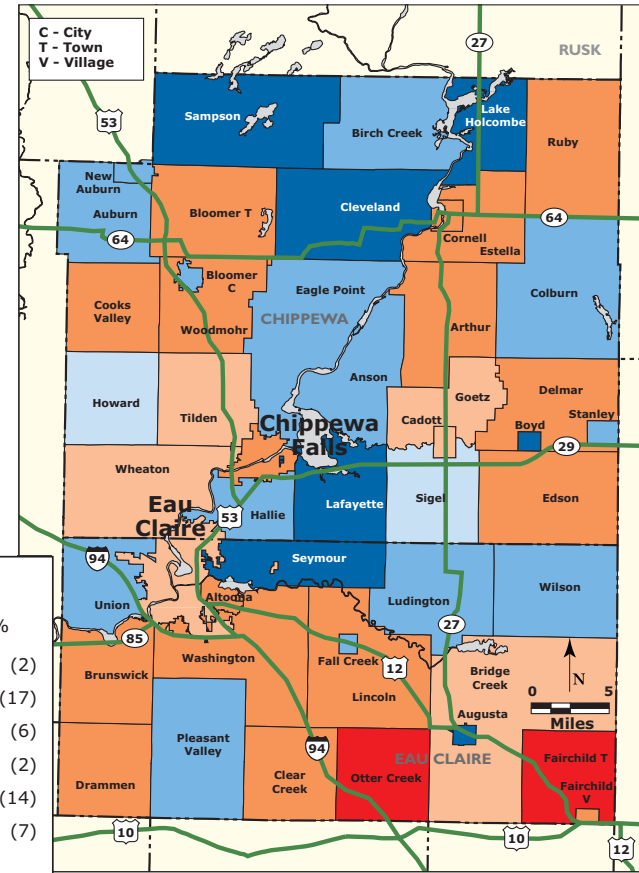 C - City
T - Town
V - Village
27
RUSK
53
Sampson
Birch Creek
Lake
Holcombe
Ruby
New
Auburn
Auburn
Bloomer T
Cleveland
64
64
Cornell
Estella
Bloomer
C
Eagle Point
Colburn
Cooks
Valley
CHIPPEWA
Woodmohr
Arthur
Anson
Goetz
Delmar
Howard
Tilden
Chippewa
Falls
Cadott
Boyd
Stanley
29
Wheaton
Eau
Claire
53
Hallie
Lafayette
Sigel
Edson
94
Seymour
Union
Altoona
Ludington
Wilson
%
85
27
(2)
Brunswick
Washington
Fall Creek
12
Bridge
Creek
N
(17)
Lincoln
0
5
Miles
(6)
Pleasant
Valley
Augusta
94
EAU CLAIRE
Fairchild T
(2)
Drammen
Clear
Creek
Otter Creek
Fairchild
V
(14)
(7)
10
10
12